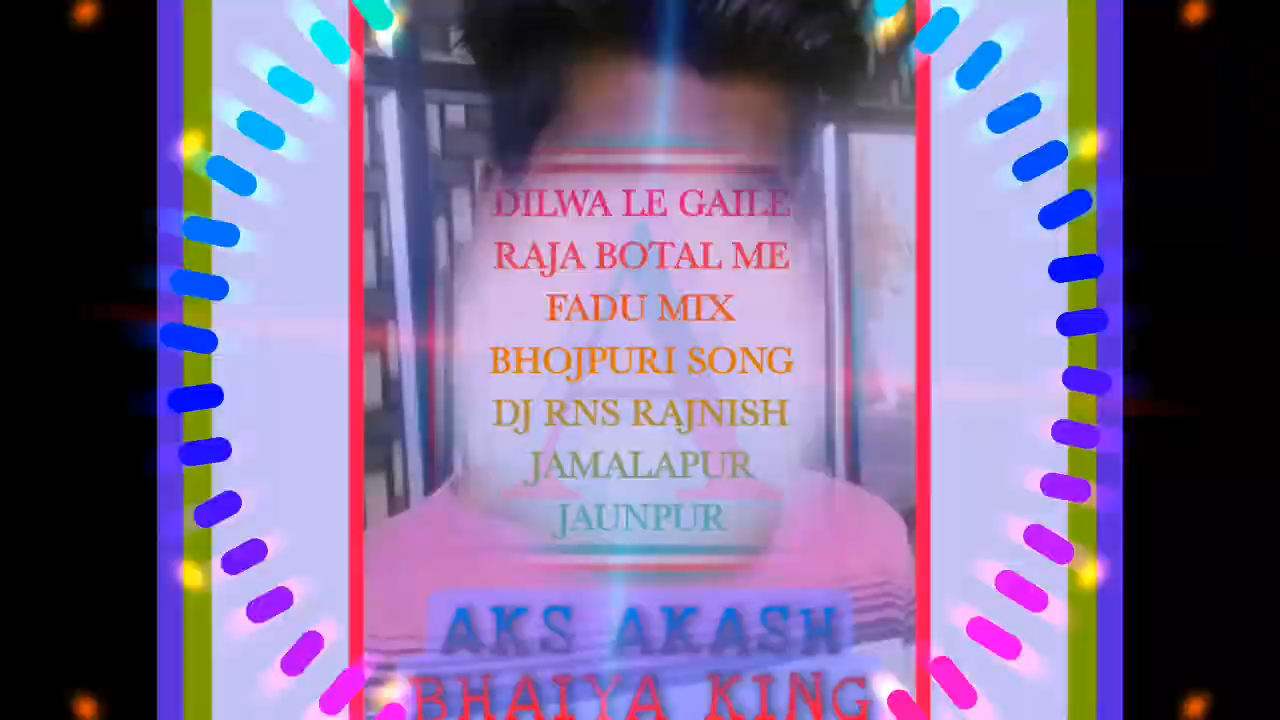 DILWA LE GAILE
RAJA BOTAL ME
FADU MIX
BHOJPURI SONG
DJ RNS RAJNISH
JAMALAPUR
JAUNPUR
AKS AKASH
BHAIYA KING